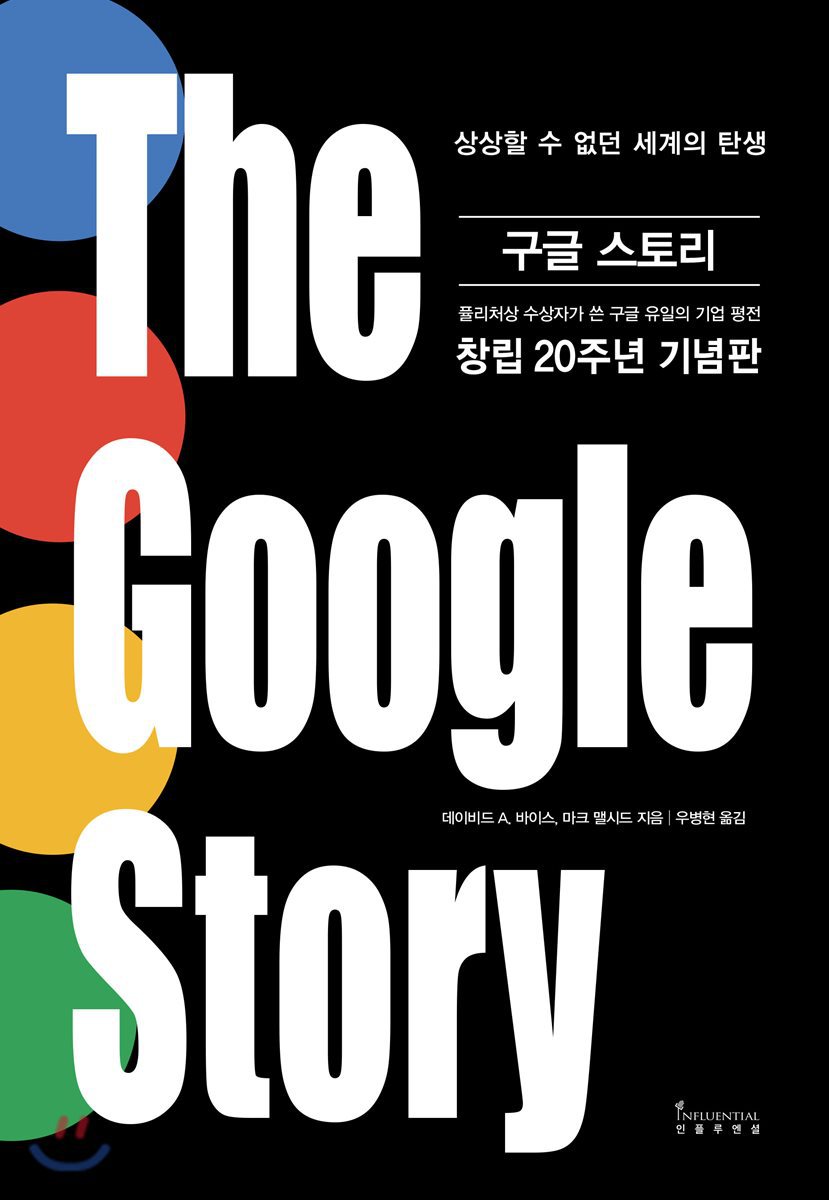 The
상상할 수 없던 세계의 탄생
구글 스토리
퓰리처상 수상자가 쓴 구글 유일의 기업 평전
창립 20주년 기념판
Google
데이비드 A. 바이스, 마크 맬시드 지음 | 우병현 옮김
Story
INFLUENTIAL
인플루엔셜